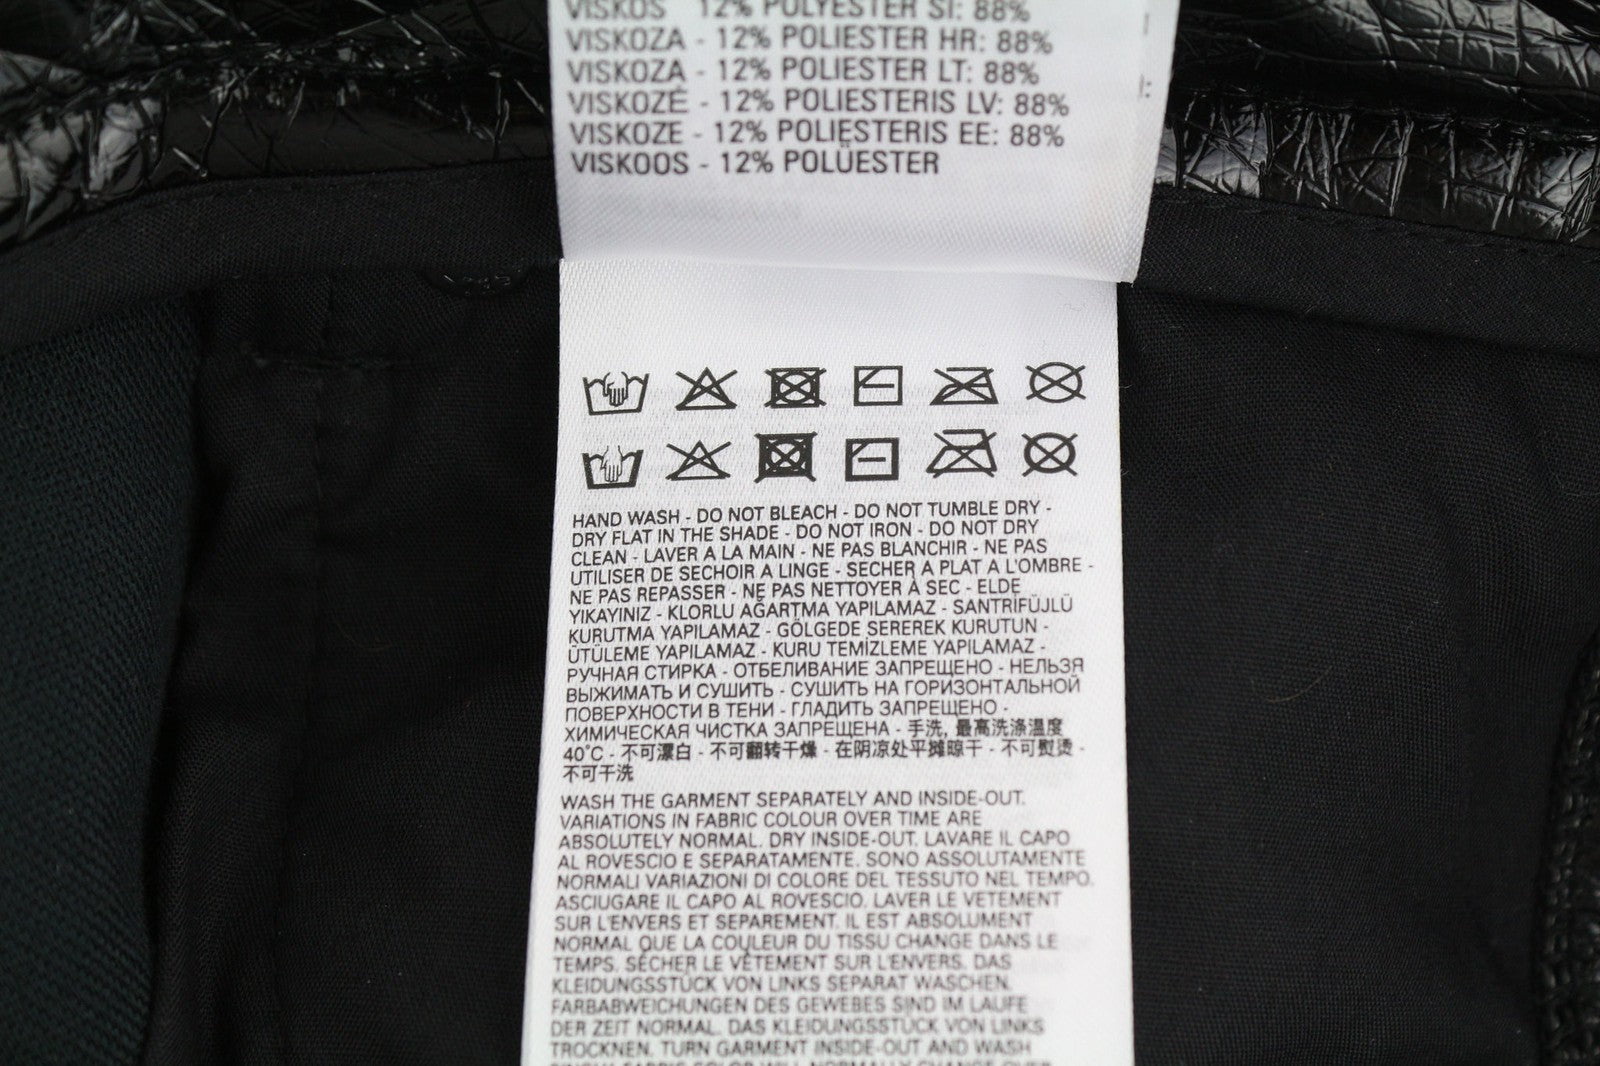 VISKOS 12% POLYESTER SI: 88%
VISKOZA - 12% POLIESTER HR: 88%
VISKOZA - 12% POLIESTER LT: 88%
VISKOZĖ - 12% POLIESTERIS LV: 88%
VISKOZE - 12% POLIESTERIS EE: 88%
VISKOOS - 12% POLÜESTER
HAND WASH - DO NOT BLEACH - DO NOT TUMBLE DRY -
DRY FLAT IN THE SHADE - DO NOT IRON - DO NOT DRY
CLEAN - LAVER A LA MAIN - NE PAS BLANCHIR - NE PAS
UTILISER DE SECHOIR A LINGE - SECHER A PLAT A L'OMBRE -
NE PAS REPASSER - NE PAS NETTOYER À SEC - ELDE
YIKAYINIZ - KLORLU AĞARTMA YAPILAMAZ - SANTRİFÜJLÜ
KURUTMA YAPILAMAZ - GÖLGEDE SEREREK KURUTUN -
ÜTÜLEME YAPILAMAZ - KURU TEMİZLEME YAPILAMAZ -
РУЧНАЯ СТИРКА - ОТБЕЛИВАНИЕ ЗАПРЕЩЕНО - НЕЛЬЗЯ
ВЫЖИМАТЬ И СУШИТЬ - СУШИТЬ НА ГОРИЗОНТАЛЬНОЙ
ПОВЕРХНОСТИ В ТЕНИ - ГЛАДИТЬ ЗАПРЕЩЕНО -
ХИМИЧЕСКАЯ ЧИСТКА ЗАПРЕЩЕНА - 手洗, 最高洗涤温度
40°C - 不可漂白 - 不可翻转干燥 - 在阴凉处平摊晾干 - 不可熨烫 -
不可干洗
WASH THE GARMENT SEPARATELY AND INSIDE-OUT.
VARIATIONS IN FABRIC COLOUR OVER TIME ARE
ABSOLUTELY NORMAL. DRY INSIDE-OUT. LAVARE IL CAPO
AL ROVESCIO E SEPARATAMENTE. SONO ASSOLUTAMENTE
NORMALI VARIAZIONI DI COLORE DEL TESSUTO NEL TEMPO.
ASCIUGARE IL CAPO AL ROVESCIO. LAVER LE VÊTEMENT
SUR L'ENVERS ET SÉPARÉMENT. IL EST ABSOLUMENT
NORMAL QUE LA COULEUR DU TISSU CHANGE DANS LE
TEMPS. SÉCHER LE VÊTEMENT SUR L'ENVERS. DAS
KLEIDUNGSSTÜCK VON LINKS SEPARAT WASCHEN.
FARBABWEICHUNGEN DES GEWEBES SIND IM LAUFE
DER ZEIT NORMAL. DAS KLEIDUNGSSTÜCK VON LINKS
TROCKNEN. TURN GARMENT INSIDE-OUT AND WASH